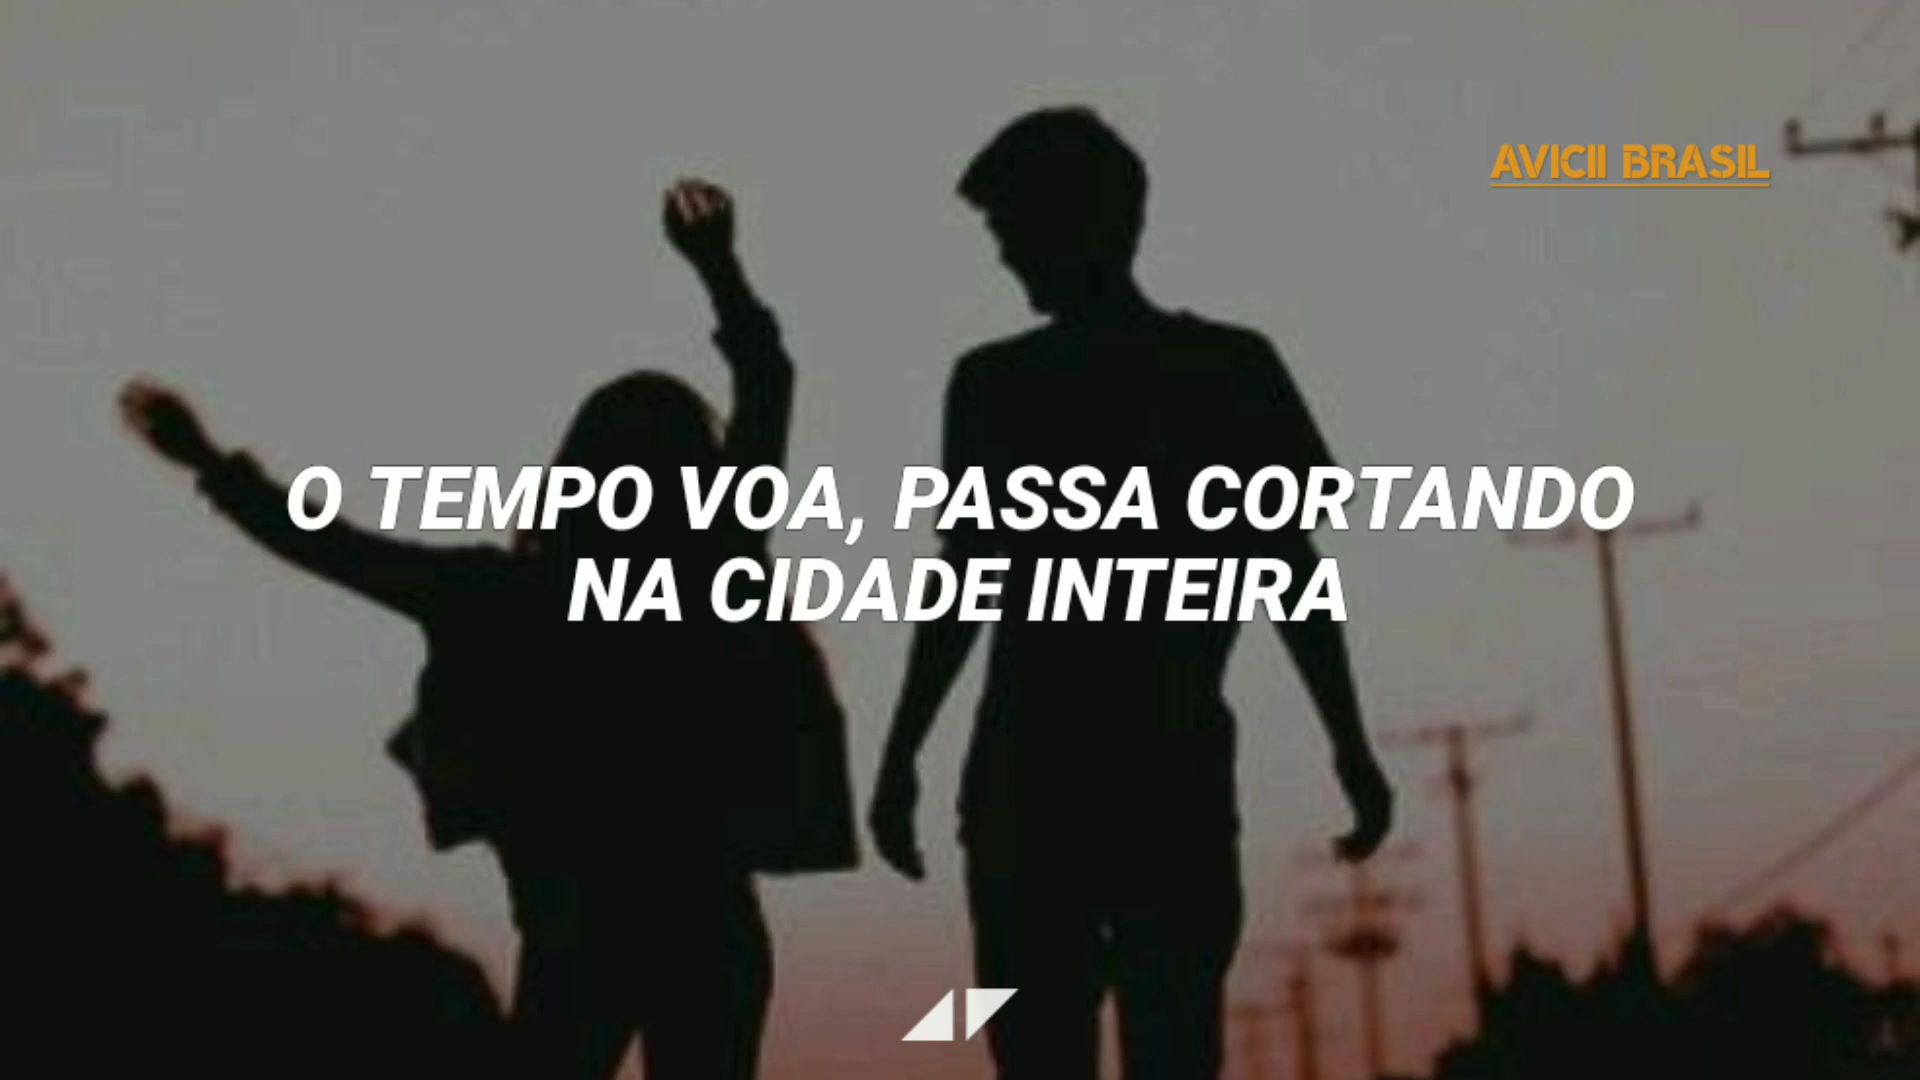 AVICII BRASIL
O TEMPO VOA, PASSA CORTANDO
NA CIDADE INTEIRA